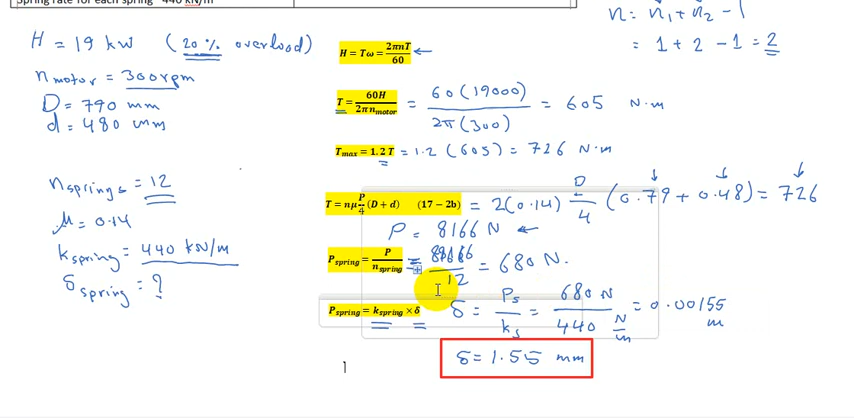 Spring rate for each spring 440 kN/m
n = n₁ + n₂ - 1
= 1 + 2 - 1 = 2
H = 19 kW (20 % overload)
n motor = 300 rpm
D = 790 mm
d = 480 mm
n springs = 12
μ = 0.14
k spring = 440 kN/m
δ spring = ?
H = Tω = 2πnT/60 ←
T = 60H/2πn motor = 60(19000)/2π(300) = 605 N.m
T max = 1.2 T = 1.2 (605) = 726 N.m
T = nμ P/4 (D + d) (17 − 2b) = 2(0.14) P/4 (0.79 + 0.48) = 726
P = 8166 N ←
P spring = P/n spring = 8166/12 = 680 N.
P spring = k spring × δ δ = Ps/ks = 680 N/440 N/m = 0.00155 m
δ = 1.55 mm